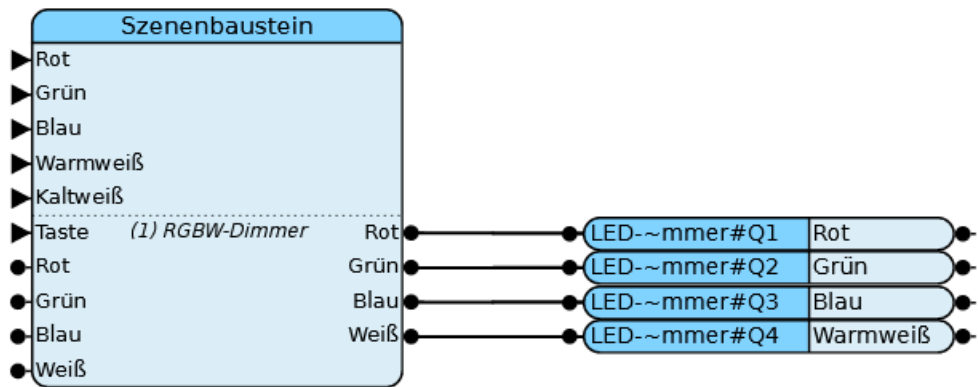 Szenenbaustein
Rot
Grün
Blau
Warmweiß
Kaltweiß
Taste (1) RGBW-Dimmer Rot LED-~mmer#Q1 Rot
Rot Grün LED-~mmer#Q2 Grün
Grün Blau LED-~mmer#Q3 Blau
Blau Weiß LED-~mmer#Q4 Warmweiß
Weiß